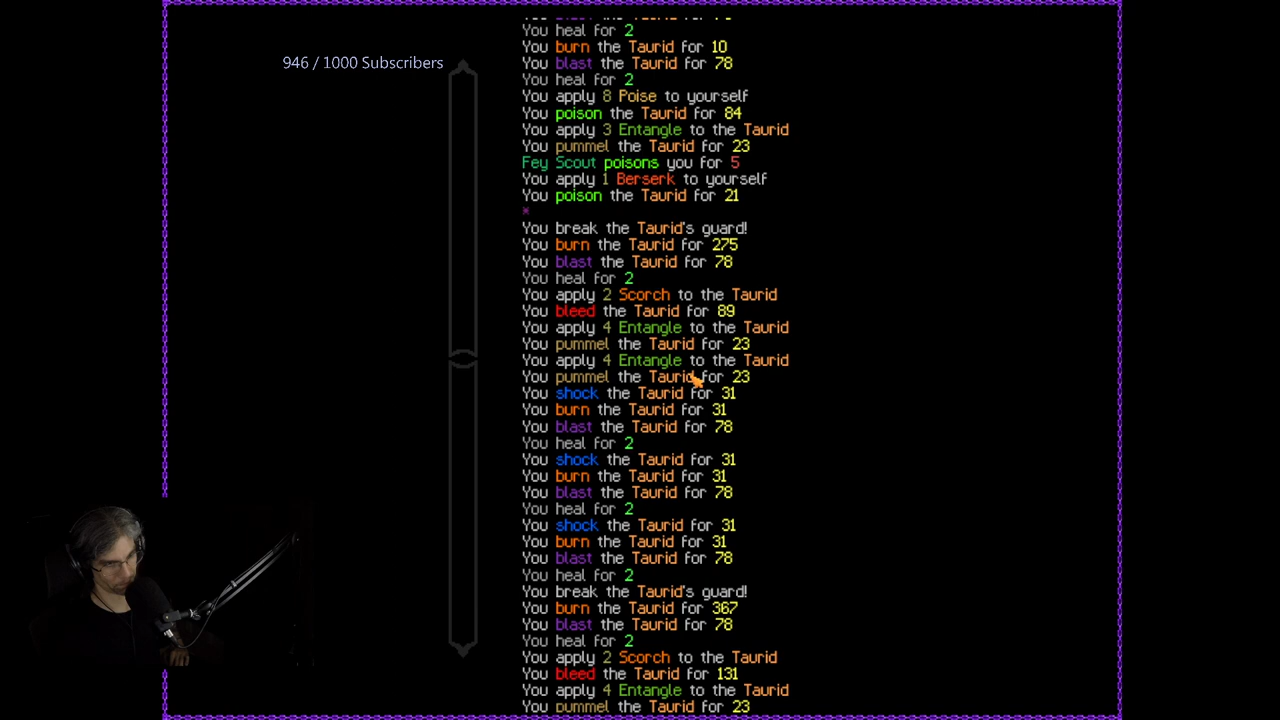 946 / 1000 Subscribers
You heal for 2
You burn the Taurid for 10
You blast the Taurid for 78
You heal for 2
You apply 8 Poise to yourself
You poison the Taurid for 84
You apply 3 Entangle to the Taurid
You pummel the Taurid for 23
Fey Scout poisons you for 5
You apply 1 Berserk to yourself
You poison the Taurid for 21
*
You break the Taurid's guard!
You burn the Taurid for 275
You blast the Taurid for 78
You heal for 2
You apply 2 Scorch to the Taurid
You bleed the Taurid for 89
You apply 4 Entangle to the Taurid
You pummel the Taurid for 23
You apply 4 Entangle to the Taurid
You pummel the Taurid for 23
You shock the Taurid for 31
You burn the Taurid for 31
You blast the Taurid for 78
You heal for 2
You shock the Taurid for 31
You burn the Taurid for 31
You blast the Taurid for 78
You heal for 2
You shock the Taurid for 31
You burn the Taurid for 31
You blast the Taurid for 78
You heal for 2
You break the Taurid's guard!
You burn the Taurid for 367
You blast the Taurid for 78
You heal for 2
You apply 2 Scorch to the Taurid
You bleed the Taurid for 131
You apply 4 Entangle to the Taurid
You pummel the Taurid for 23